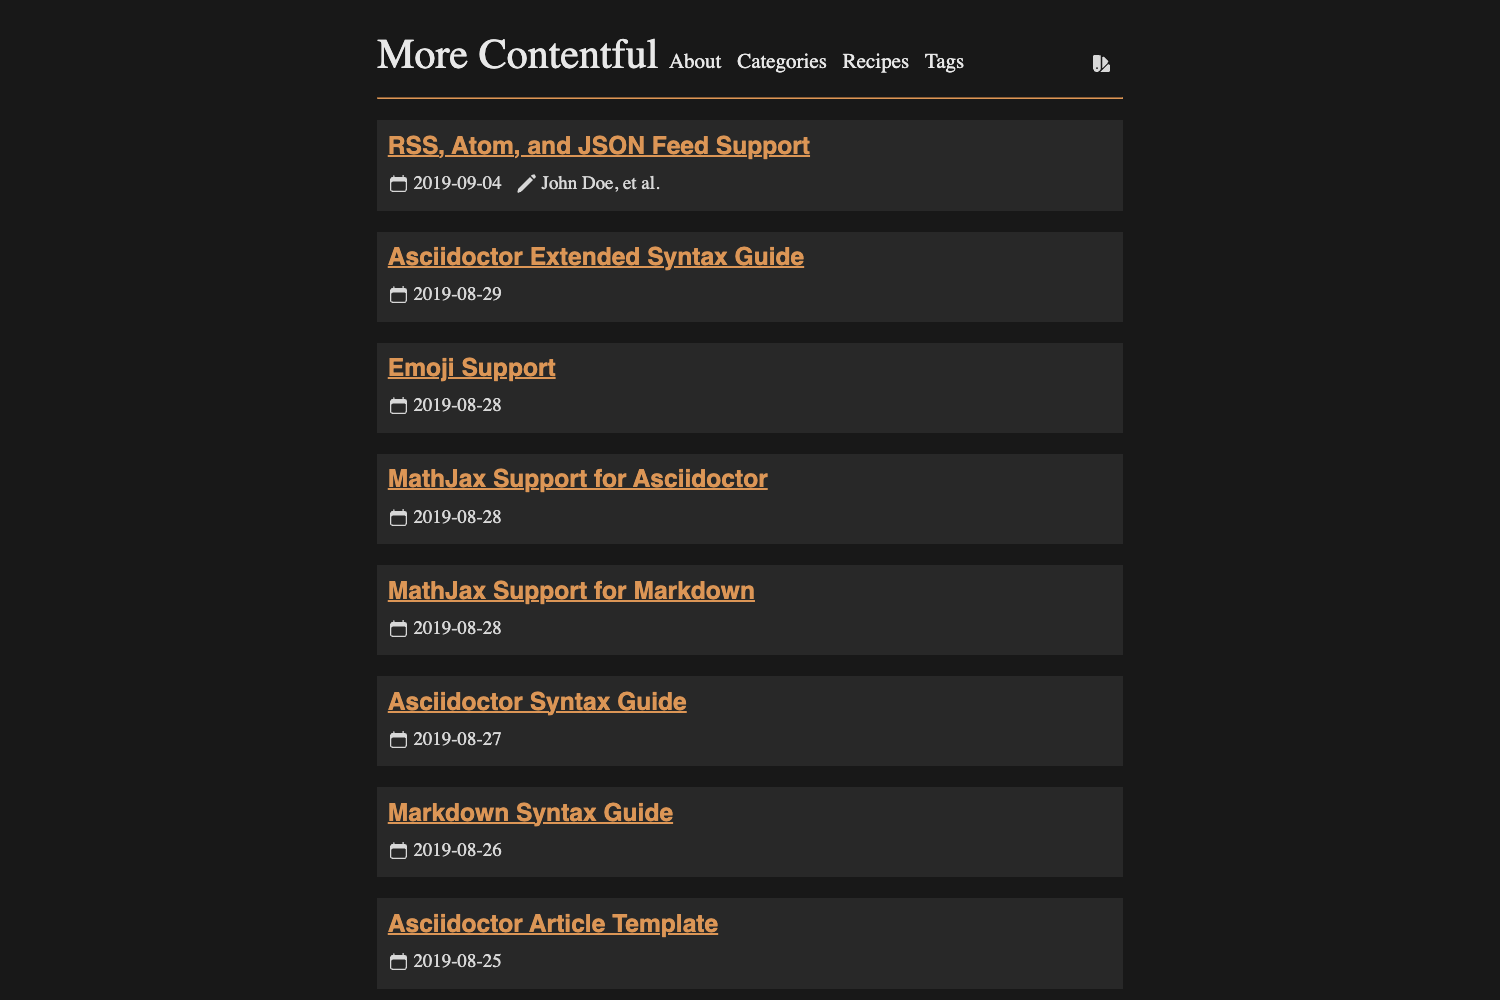 More Contentful About Categories Recipes Tags
RSS, Atom, and JSON Feed Support
2019-09-04 John Doe, et al.
Asciidoctor Extended Syntax Guide
2019-08-29
Emoji Support
2019-08-28
MathJax Support for Asciidoctor
2019-08-28
MathJax Support for Markdown
2019-08-28
Asciidoctor Syntax Guide
2019-08-27
Markdown Syntax Guide
2019-08-26
Asciidoctor Article Template
2019-08-25